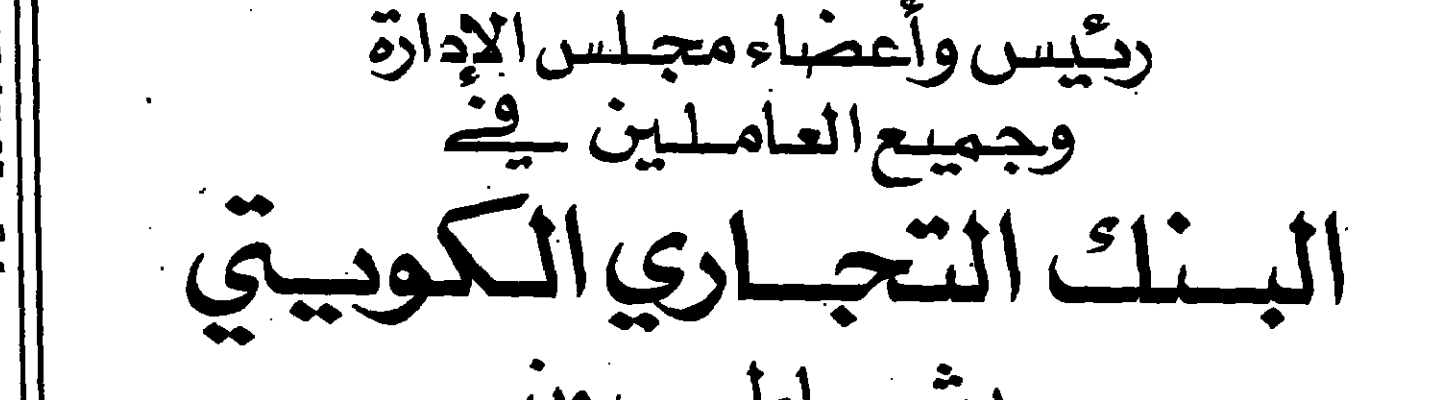 رئيس وأعضاء مجلس الإدارة
وجميع العاملين في
البنك التجاري الكويتي